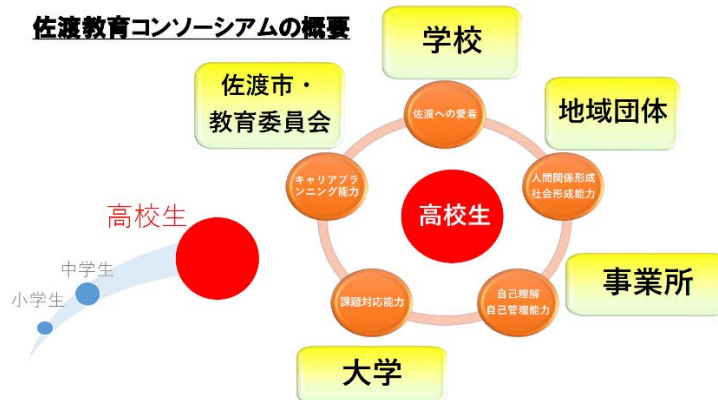 佐渡教育コンソーシアムの概要
学校
佐渡市・
教育委員会
地域団体
事業所
大学
佐渡への愛着
人間関係形成
社会形成能力
自己理解
自己管理能力
課題対応能力
キャリアプラ
ンニング能力
高校生
高校生
中学生
小学生